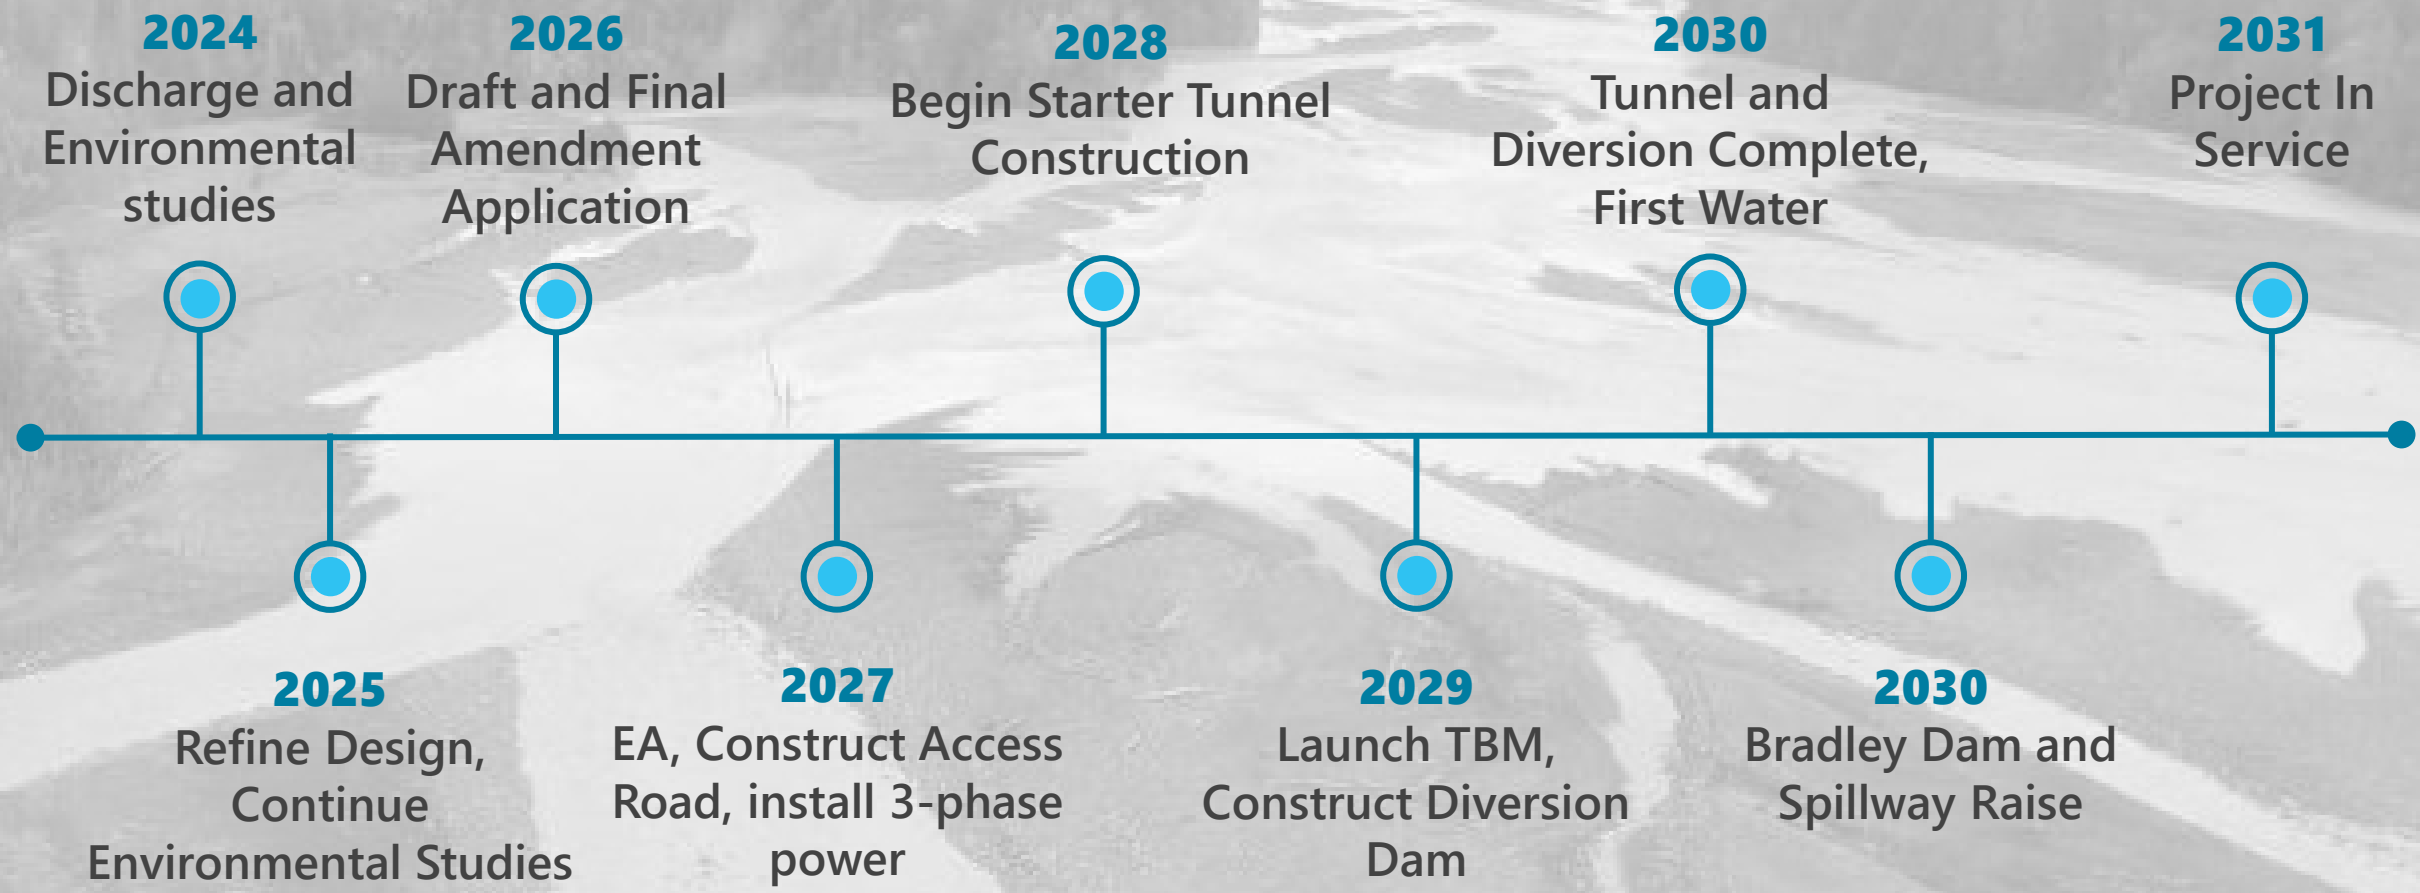 2024
Discharge and
Environmental
studies
2026
Draft and Final
Amendment
Application
2028
Begin Starter Tunnel
Construction
2030
Tunnel and
Diversion Complete,
First Water
2031
Project In
Service
2025
Refine Design,
Continue
Environmental Studies
2027
EA, Construct Access
Road, install 3-phase
power
2029
Launch TBM,
Construct Diversion
Dam
2030
Bradley Dam and
Spillway Raise